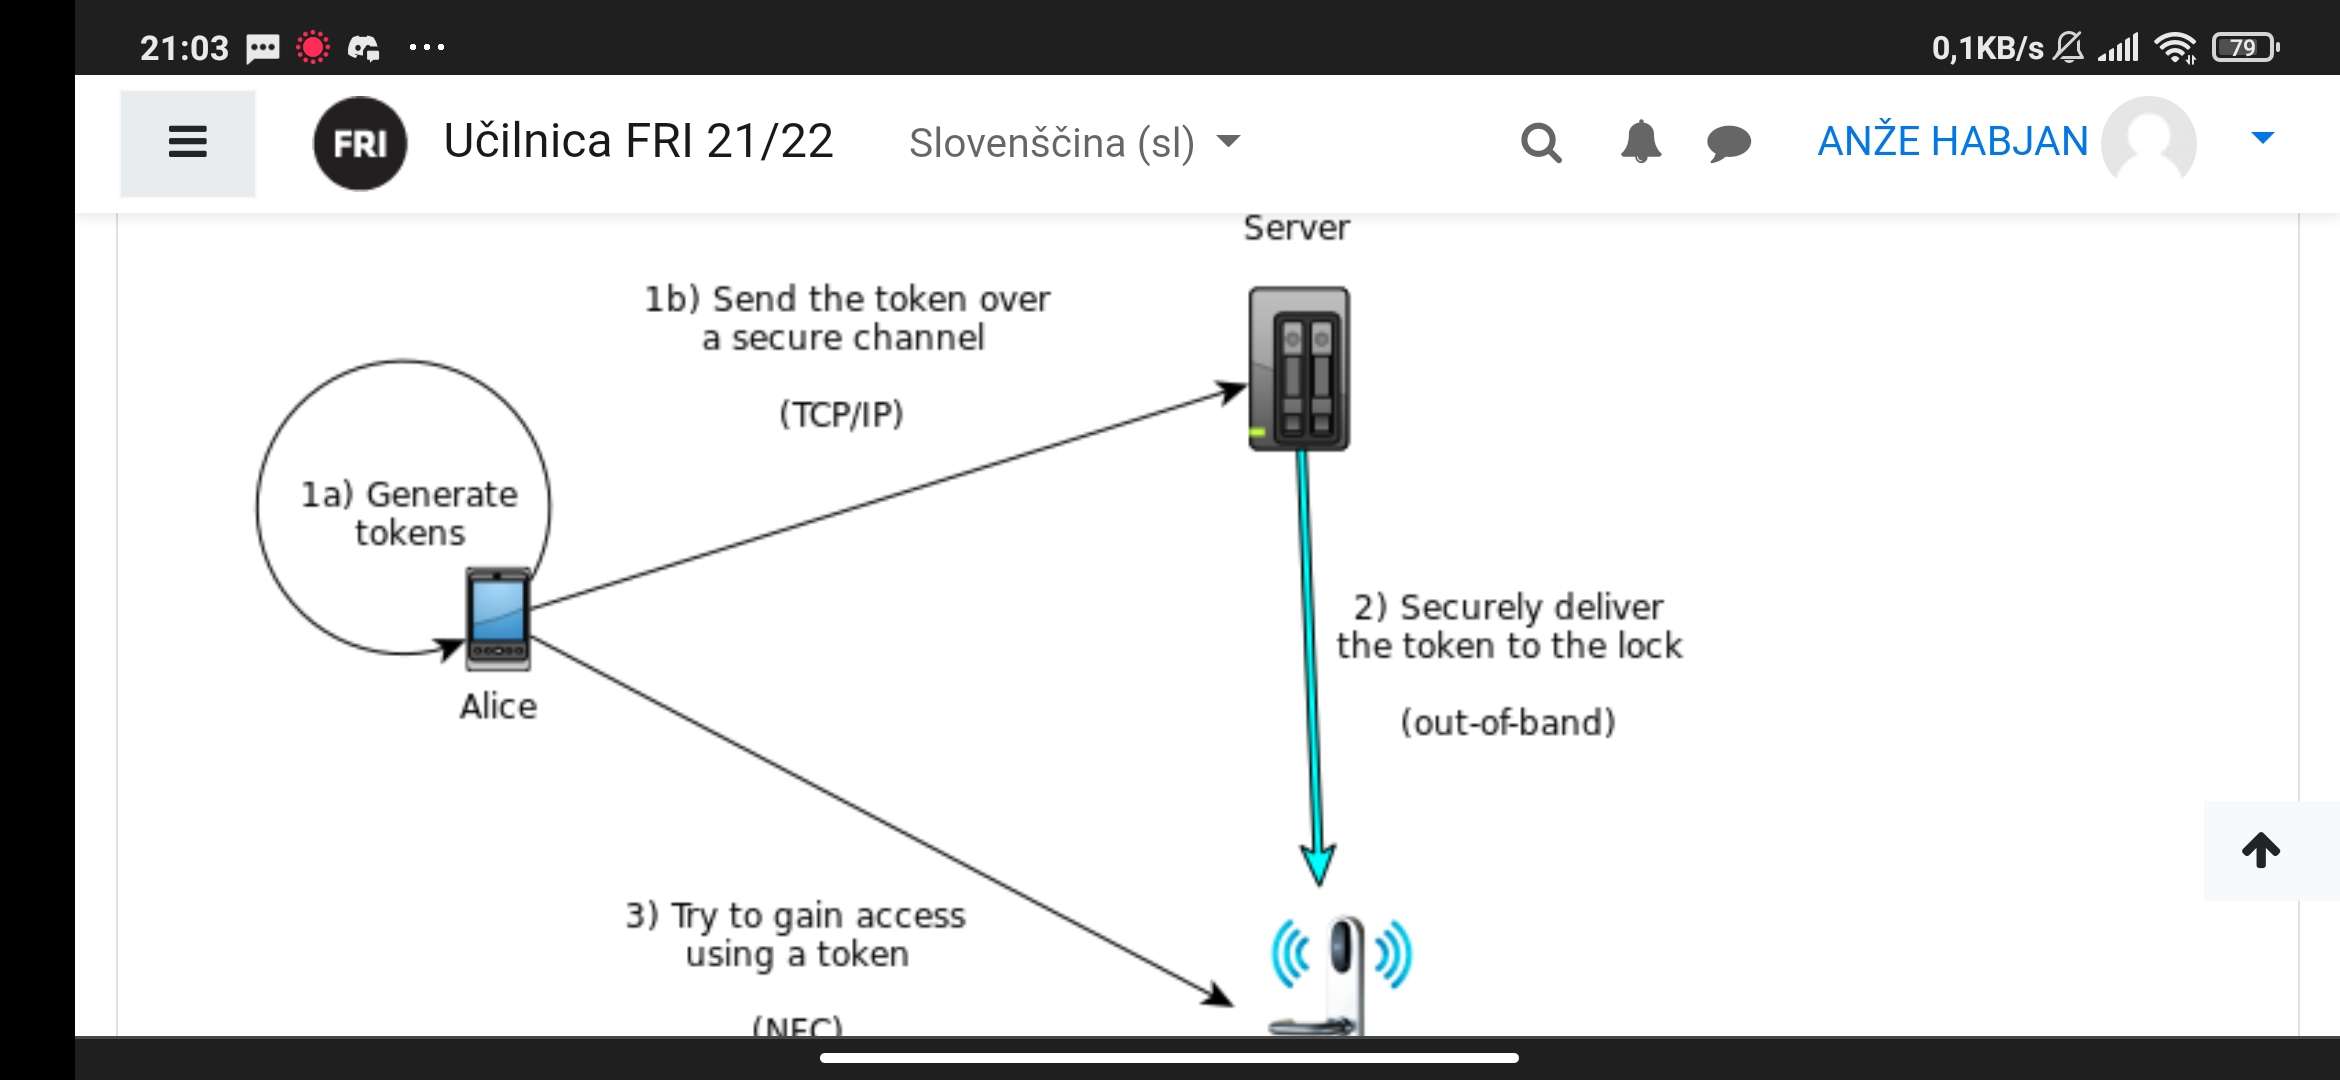 21:03
0,1KB/s
79
FRI
Učilnica FRI 21/22
Slovenščina (sl)
ANŽE HABJAN
Server
1b) Send the token over
a secure channel
(TCP/IP)
1a) Generate
tokens
Alice
2) Securely deliver
the token to the lock
(out-of-band)
3) Try to gain access
using a token
(NFC)